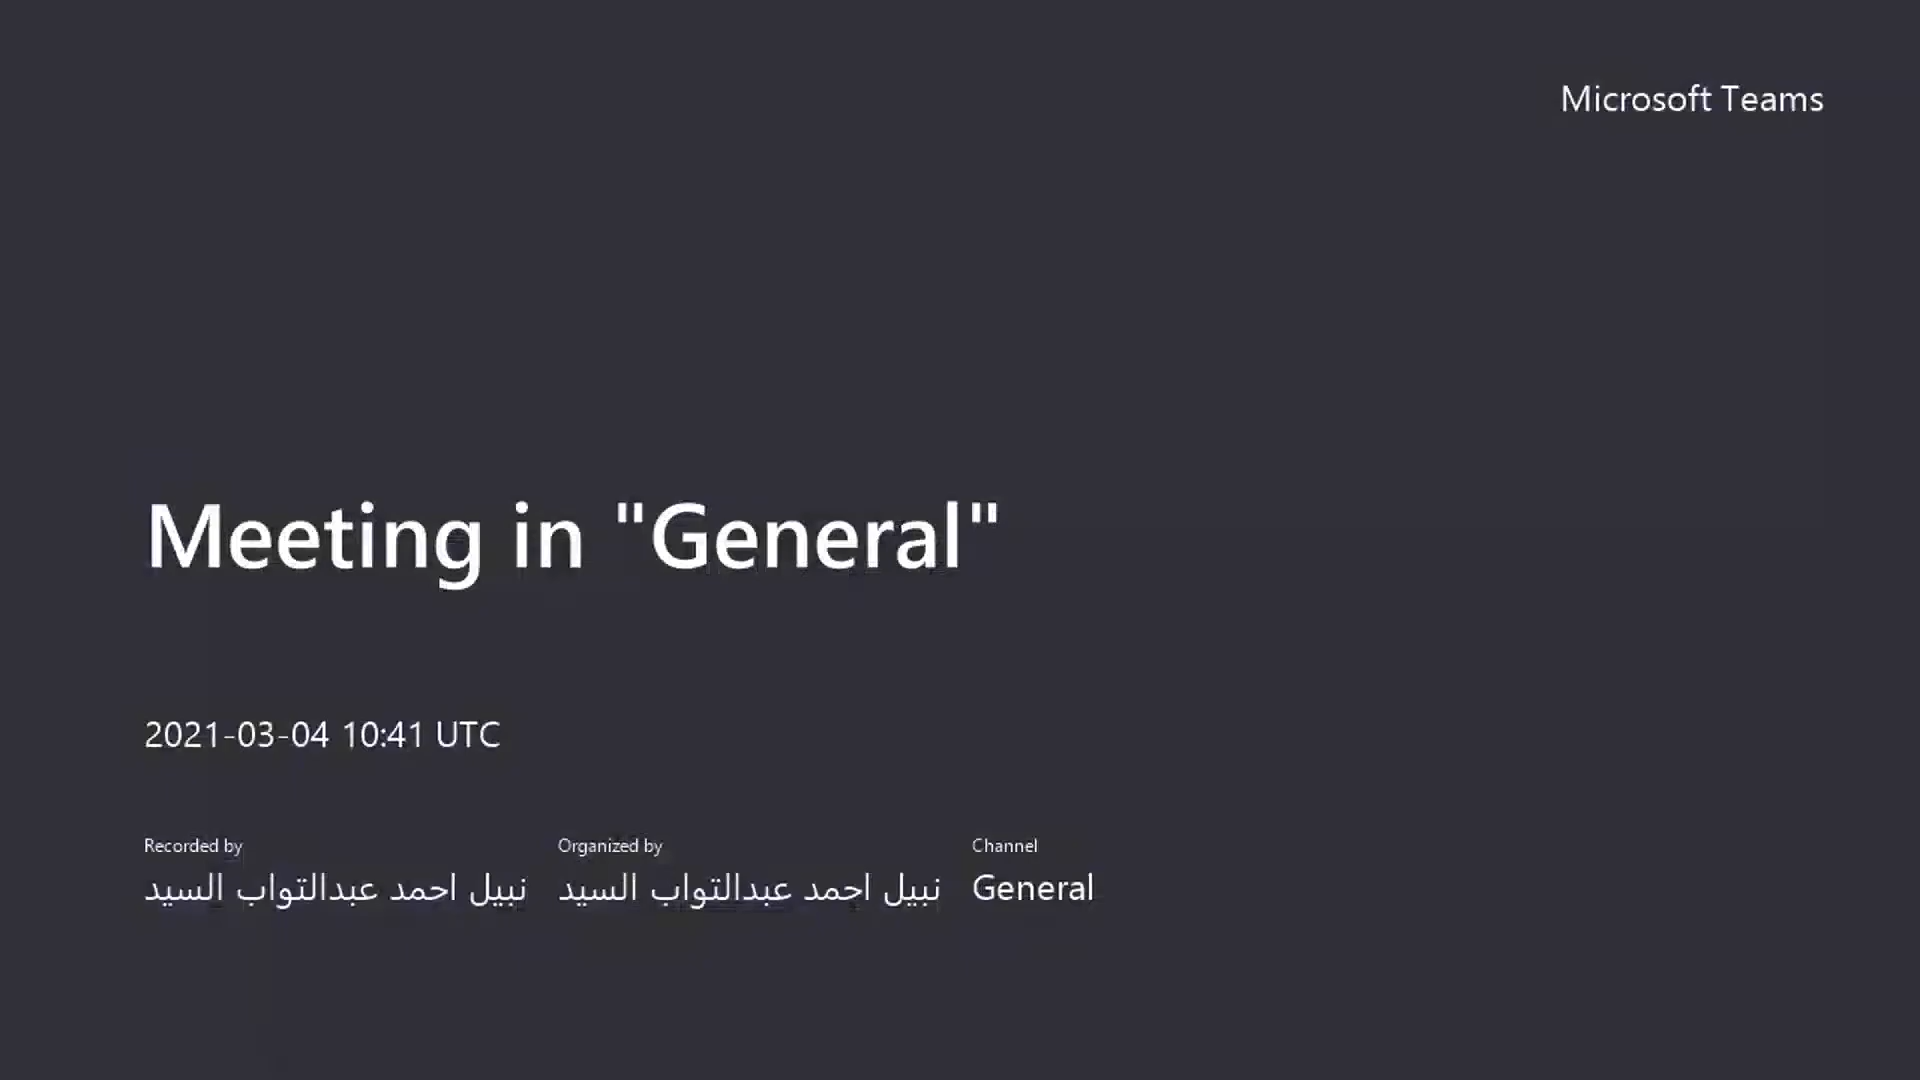 Microsoft Teams
Meeting in "General"
2021-03-04 10:41 UTC
Recorded by
نبيل احمد عبدالتواب السيد
Organized by
نبيل احمد عبدالتواب السيد
Channel
General